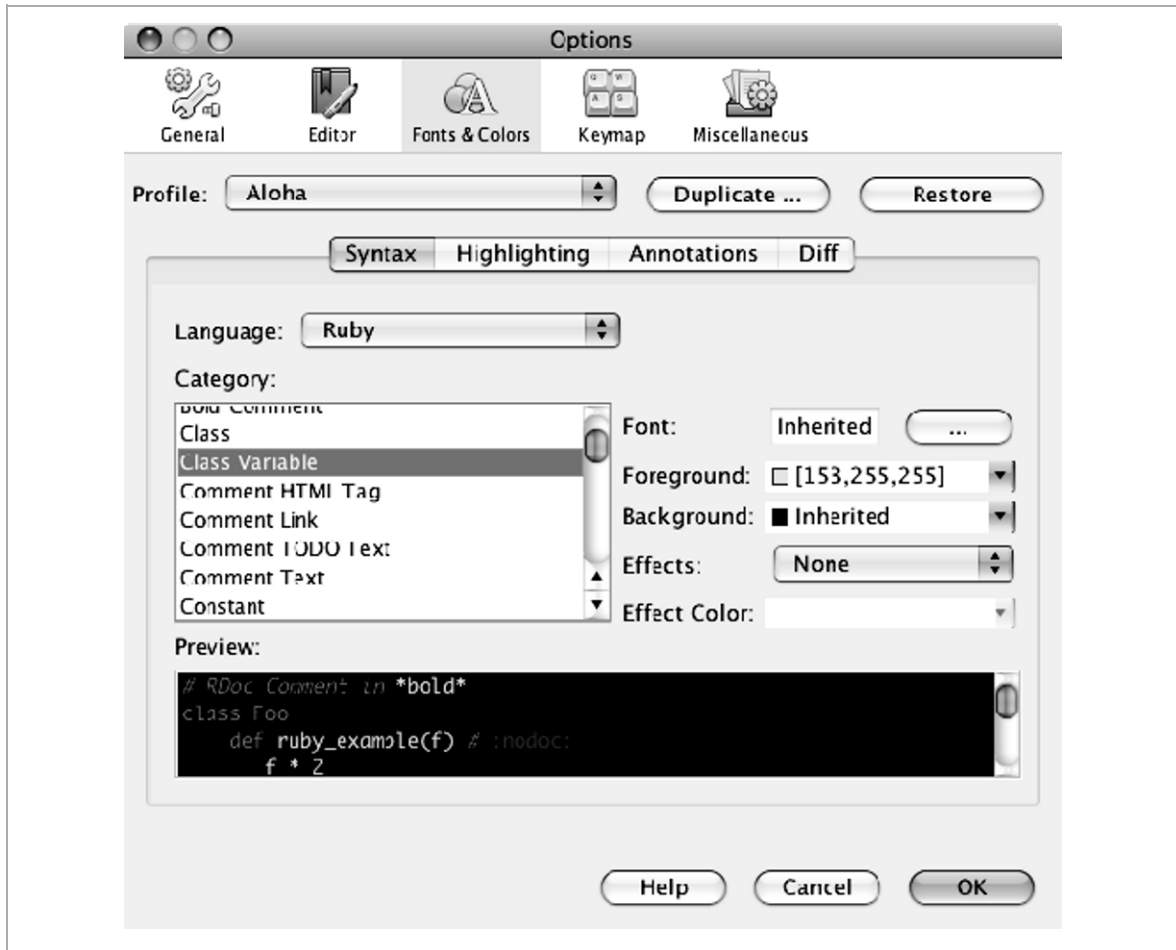 Options
General Editor Fonts & Colors Keymap Miscellaneous
Profile: Aloha Duplicate ... Restore
Syntax Highlighting Annotations Diff
Language: Ruby
Category:
Bold Comment
Class
Class Variable
Comment HTML Tag
Comment Link
Comment TODO Text
Comment Text
Constant
Font: Inherited ...
Foreground: [153,255,255]
Background: Inherited
Effects: None
Effect Color:
Preview:
# RDoc Comment in *bold*
class Foo
def ruby_example(f) # :nodoc:
f * 2
Help Cancel OK